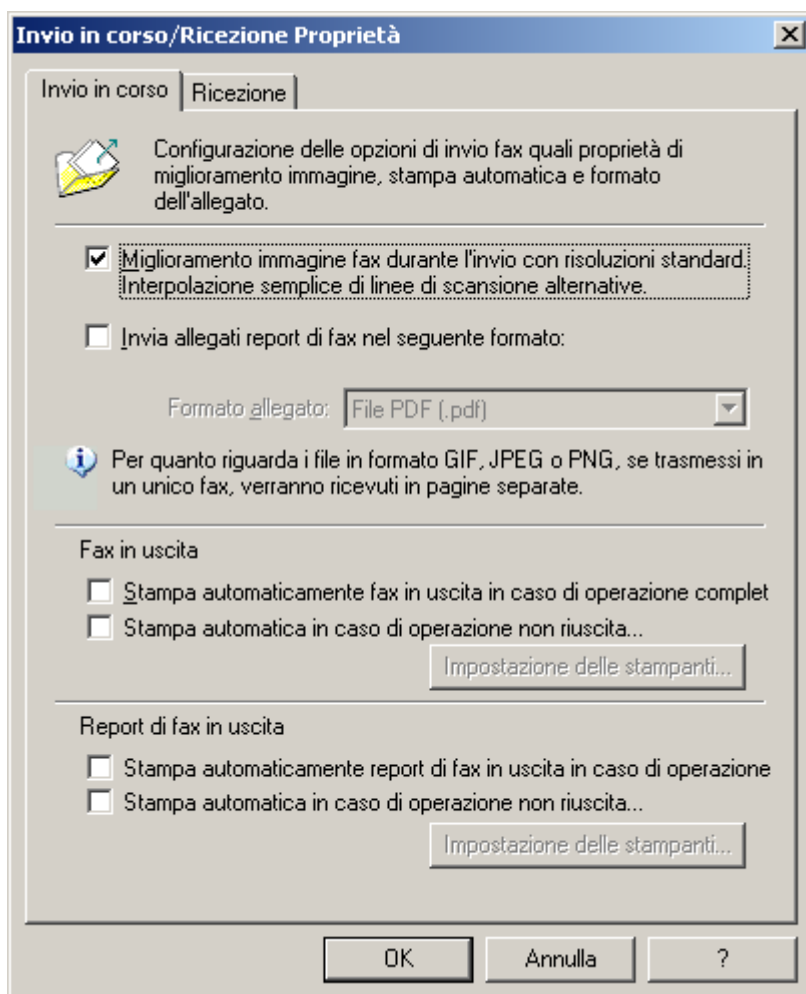 Invio in corso/Ricezione Proprietà
Invio in corso
Ricezione
Configurazione delle opzioni di invio fax quali proprietà di
miglioramento immagine, stampa automatica e formato
dell'allegato.
Miglioramento immagine fax durante l'invio con risoluzioni standard.
Interpolazione semplice di linee di scansione alternative.
Invia allegati report di fax nel seguente formato:
Formato allegato: File PDF (.pdf)
Per quanto riguarda i file in formato GIF, JPEG o PNG, se trasmessi in
un unico fax, verranno ricevuti in pagine separate.
Fax in uscita
Stampa automaticamente fax in uscita in caso di operazione complet
Stampa automatica in caso di operazione non riuscita...
Impostazione delle stampanti...
Report di fax in uscita
Stampa automaticamente report di fax in uscita in caso di operazione
Stampa automatica in caso di operazione non riuscita...
Impostazione delle stampanti...
OK
Annulla
?